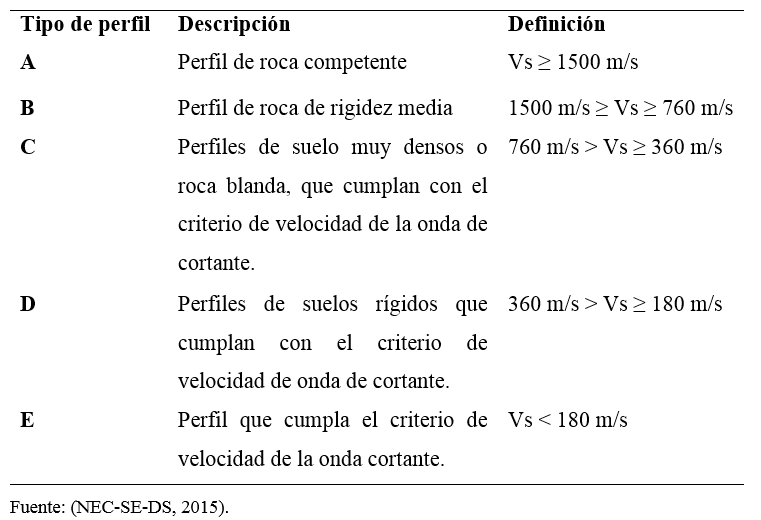 Tipo de perfil Descripción Definición
A Perfil de roca competente Vs ≥ 1500 m/s
B Perfil de roca de rigidez media 1500 m/s ≥ Vs ≥ 760 m/s
C Perfiles de suelo muy densos o 760 m/s > Vs ≥ 360 m/s
roca blanda, que cumplan con el
criterio de velocidad de la onda de
cortante.
D Perfiles de suelos rígidos que 360 m/s > Vs ≥ 180 m/s
cumplan con el criterio de
velocidad de onda de cortante.
E Perfil que cumpla el criterio de Vs < 180 m/s
velocidad de la onda cortante.
Fuente: (NEC-SE-DS, 2015).